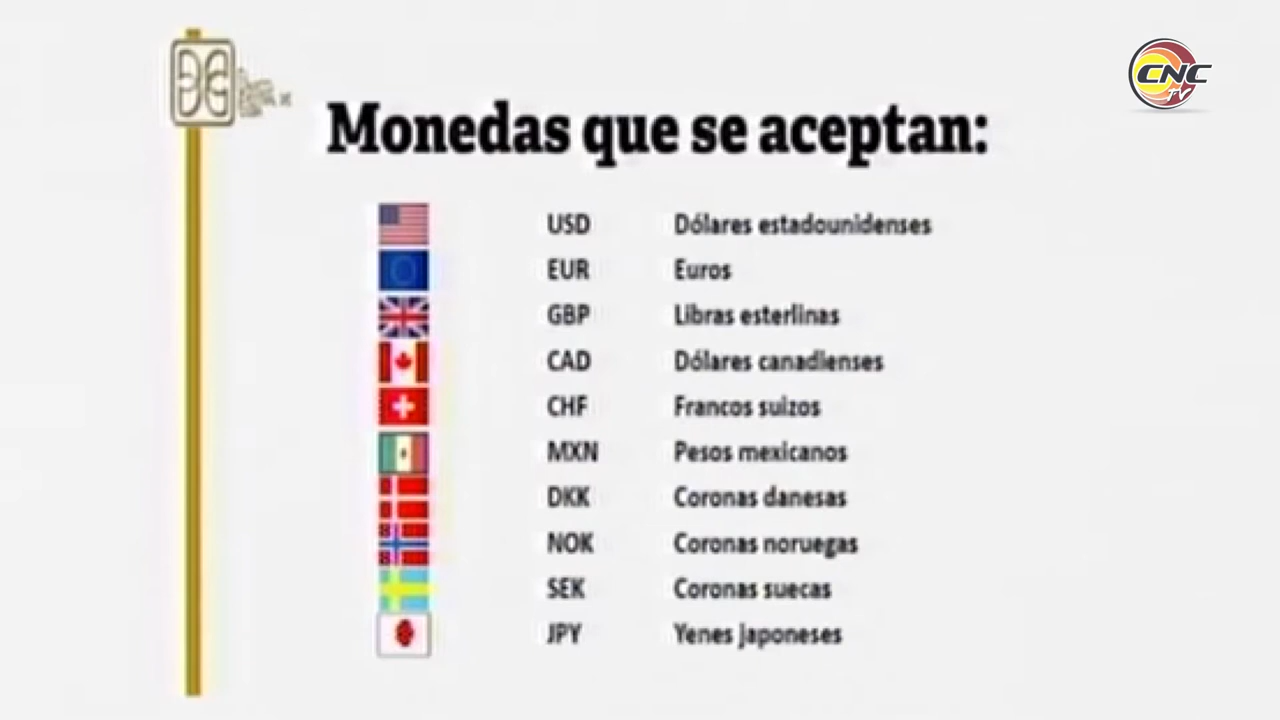 CNC
TV
Monedas que se aceptan:
USD Dólares estadounidenses
EUR Euros
GBP Libras esterlinas
CAD Dólares canadienses
CHF Francos suizos
MXN Pesos mexicanos
DKK Coronas danesas
NOK Coronas noruegas
SEK Coronas suecas
JPY Yenes japoneses